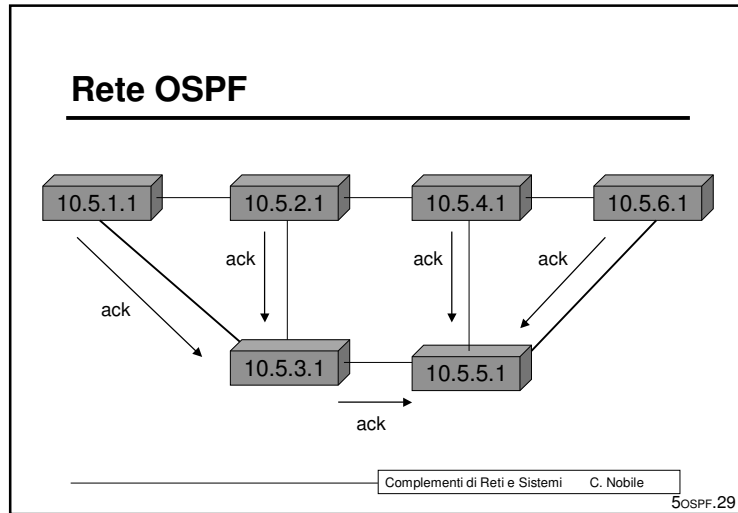 Rete OSPF
10.5.1.1 10.5.2.1 10.5.4.1 10.5.6.1
ack ack ack
ack
10.5.3.1 10.5.5.1
ack
Complementi di Reti e Sistemi C. Nobile
5OSPF.29